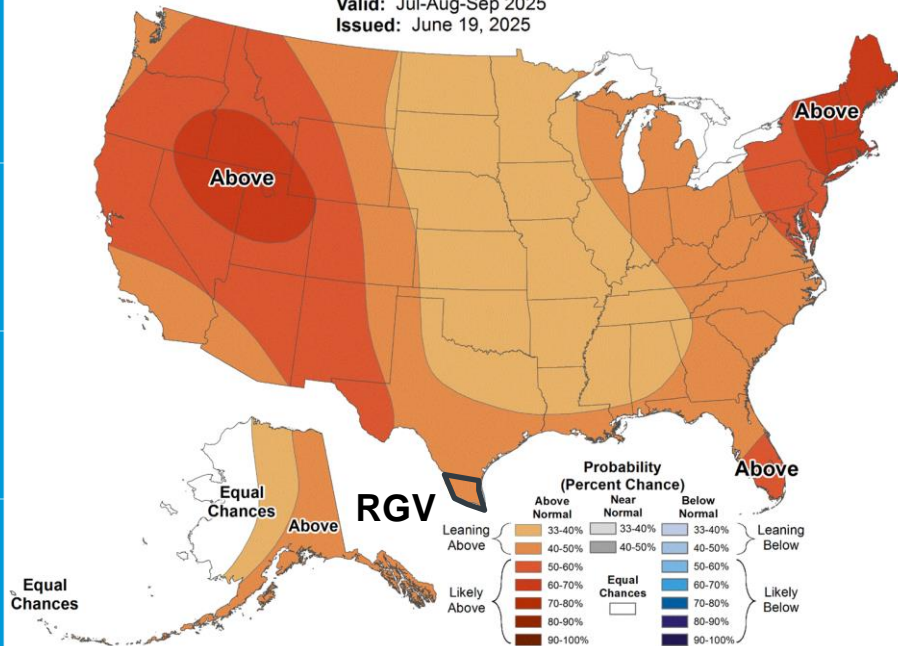 Valid: Jul-Aug-Sep 2025
Issued: June 19, 2025
Above
Above
Above
Equal
Chances
Above
RGV
Equal
Chances
Probability
(Percent Chance)
Above
Normal
Near
Normal
Below
Normal
Leaning
Above
33-40%
33-40%
33-40%
Leaning
Below
40-50%
40-50%
40-50%
Likely
Above
50-60%
50-60%
Likely
Below
60-70%
Equal
Chances
60-70%
70-80%
70-80%
80-90%
80-90%
90-100%
90-100%